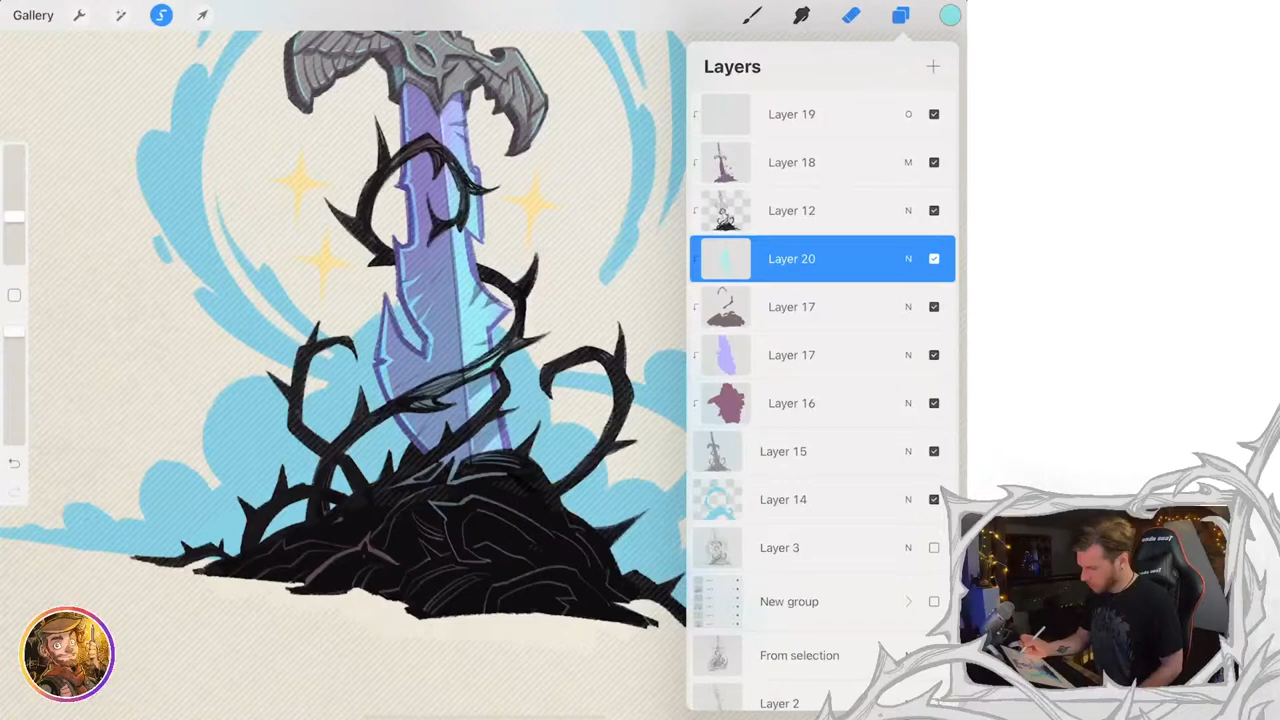 Gallery
Layers
Layer 19 O
Layer 18 M
Layer 12 N
Layer 20 N
Layer 17 N
Layer 17 N
Layer 16 N
Layer 15 N
Layer 14 N
Layer 3 N
New group
From selection
Layer 2